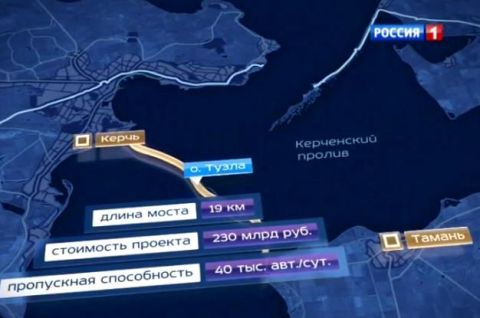 РОССИЯ 1
Керчь
Керченский
пролив
о. Тузла
длина моста 19 км
стоимость проекта 230 млрд руб.
Тамань
пропускная способность 40 тыс. авт./сут.